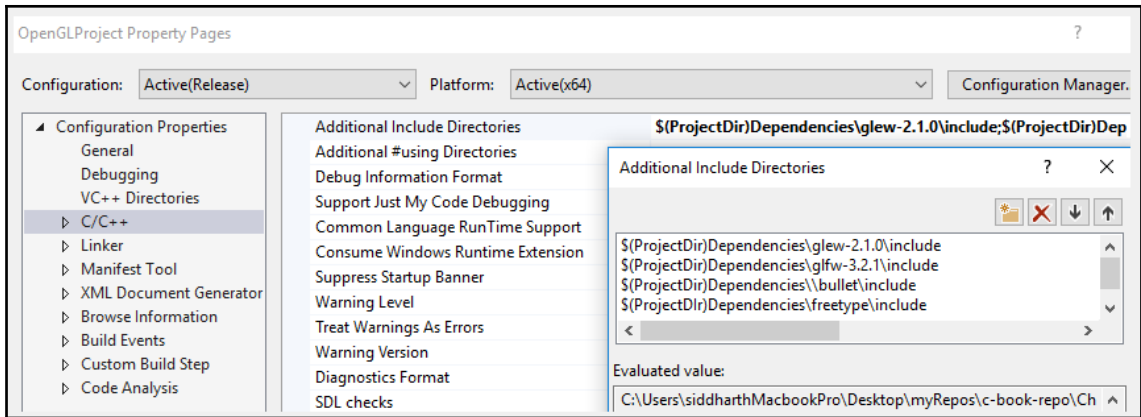 OpenGLProject Property Pages ?
Configuration: Active(Release) Platform: Active(x64) Configuration Manager.
Configuration Properties
General
Debugging
VC++ Directories
C/C++
Linker
Manifest Tool
XML Document Generator
Browse Information
Build Events
Custom Build Step
Code Analysis
Additional Include Directories $(ProjectDir)Dependencies\glew-2.1.0\include;$(ProjectDir)Dep
Additional #using Directories
Debug Information Format
Support Just My Code Debugging
Common Language RunTime Support
Consume Windows Runtime Extension
Suppress Startup Banner
Warning Level
Treat Warnings As Errors
Warning Version
Diagnostics Format
SDL checks
Additional Include Directories ?
$(ProjectDir)Dependencies\glew-2.1.0\include
$(ProjectDir)Dependencies\glfw-3.2.1\include
$(ProjectDir)Dependencies\\bullet\include
$(ProjectDIr)Dependencies\freetype\include
Evaluated value:
C:\Users\siddharthMacbookPro\Desktop\myRepos\c-book-repo\Ch